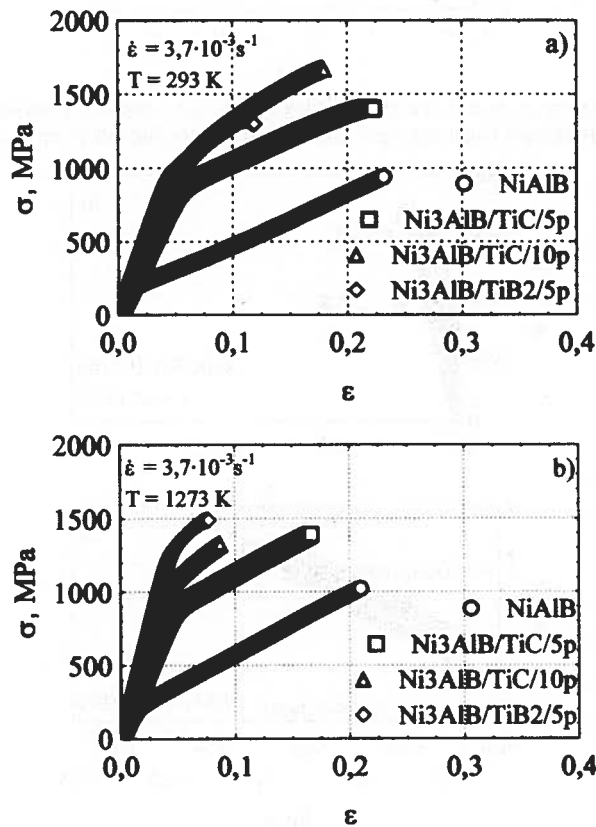 ε̇ = 3,7·10⁻³s⁻¹
T = 293 K
a)
2000
1500
1000
500
0
σ, MPa
NiAlB
Ni3AlB/TiC/5p
Ni3AlB/TiC/10p
Ni3AlB/TiB2/5p
0,0 0,1 0,2 0,3 0,4
ε
ε̇ = 3,7·10⁻³s⁻¹
T = 1273 K
b)
2000
1500
1000
500
0
σ, MPa
NiAlB
Ni3AlB/TiC/5p
Ni3AlB/TiC/10p
Ni3AlB/TiB2/5p
0,0 0,1 0,2 0,3 0,4
ε